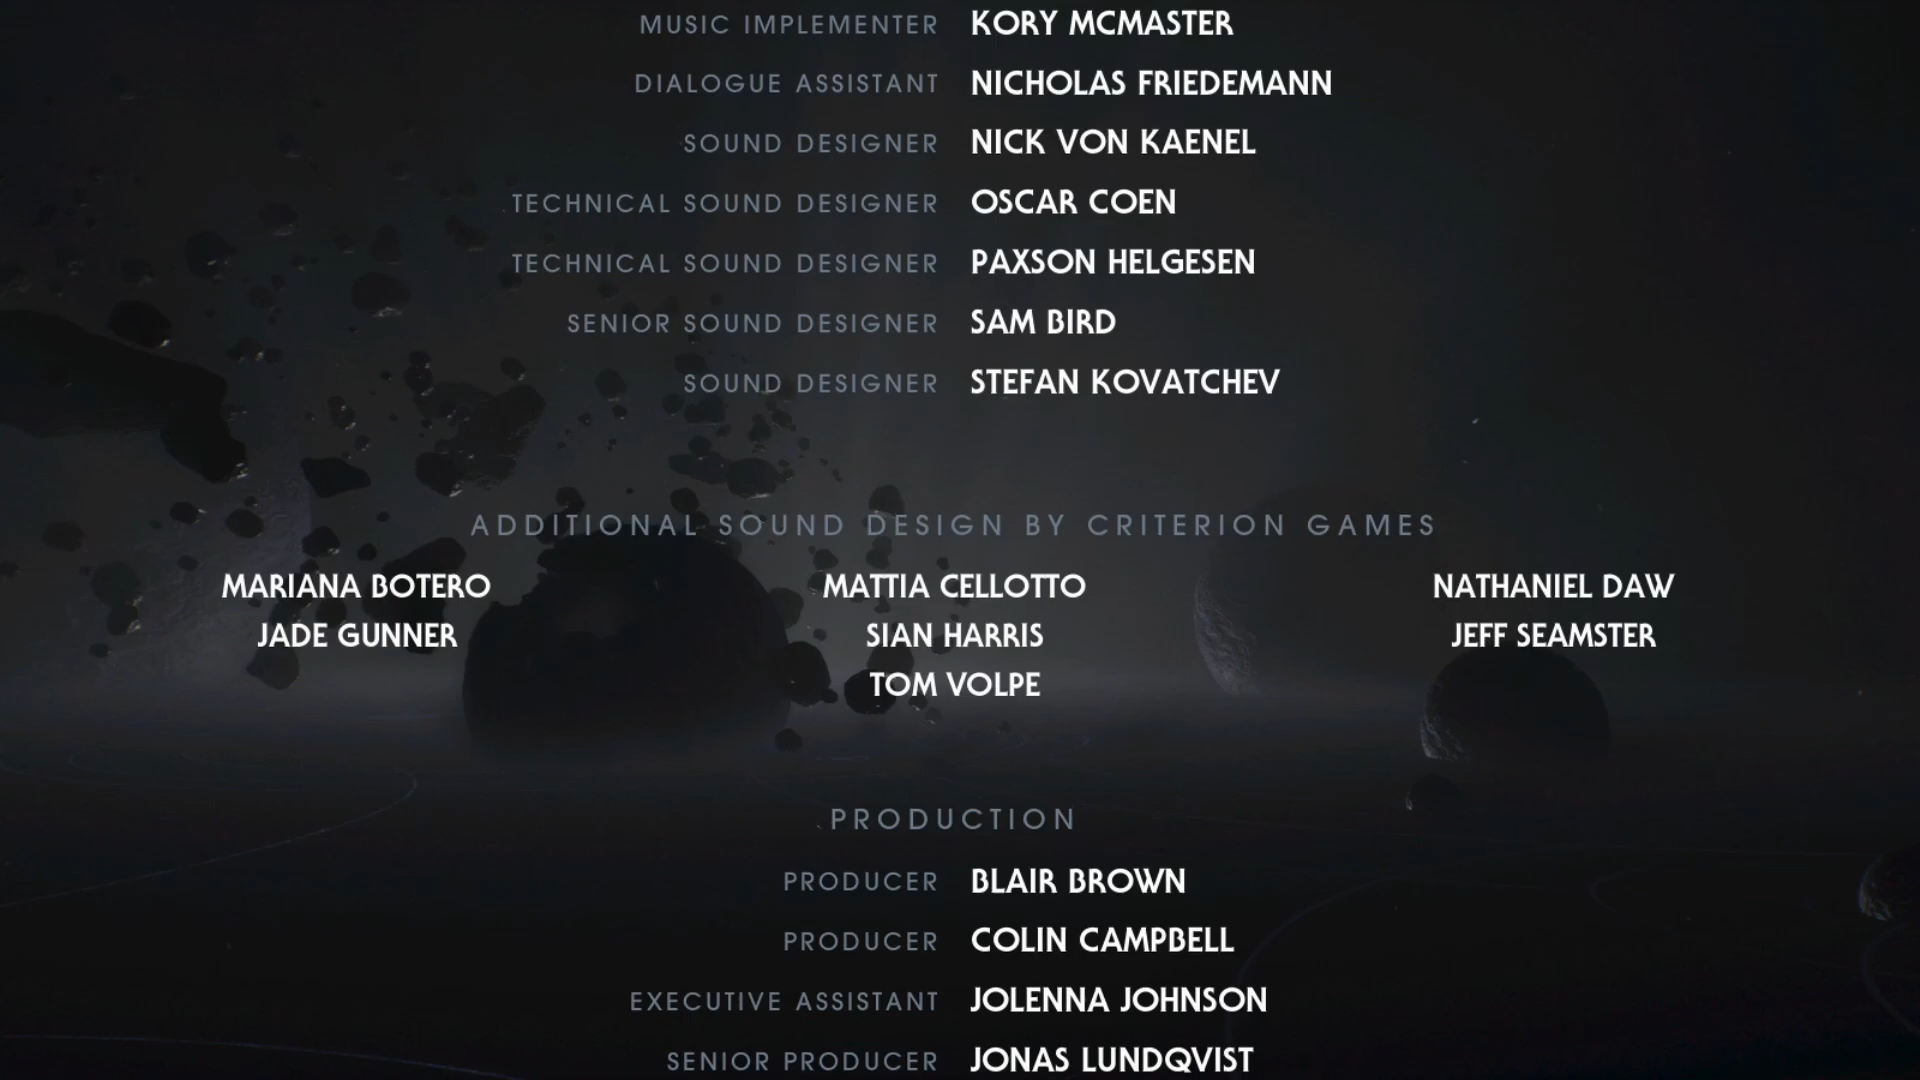 MUSIC IMPLEMENTER KORY MCMASTER
DIALOGUE ASSISTANT NICHOLAS FRIEDEMANN
SOUND DESIGNER NICK VON KAENEL
TECHNICAL SOUND DESIGNER OSCAR COEN
TECHNICAL SOUND DESIGNER PAXSON HELGESEN
SENIOR SOUND DESIGNER SAM BIRD
SOUND DESIGNER STEFAN KOVATCHEV
ADDITIONAL SOUND DESIGN BY CRITERION GAMES
MARIANA BOTERO MATTIA CELLOTTO NATHANIEL DAW
JADE GUNNER SIAN HARRIS JEFF SEAMSTER
TOM VOLPE
PRODUCTION
PRODUCER BLAIR BROWN
PRODUCER COLIN CAMPBELL
EXECUTIVE ASSISTANT JOLENNA JOHNSON
SENIOR PRODUCER JONAS LUNDQVIST